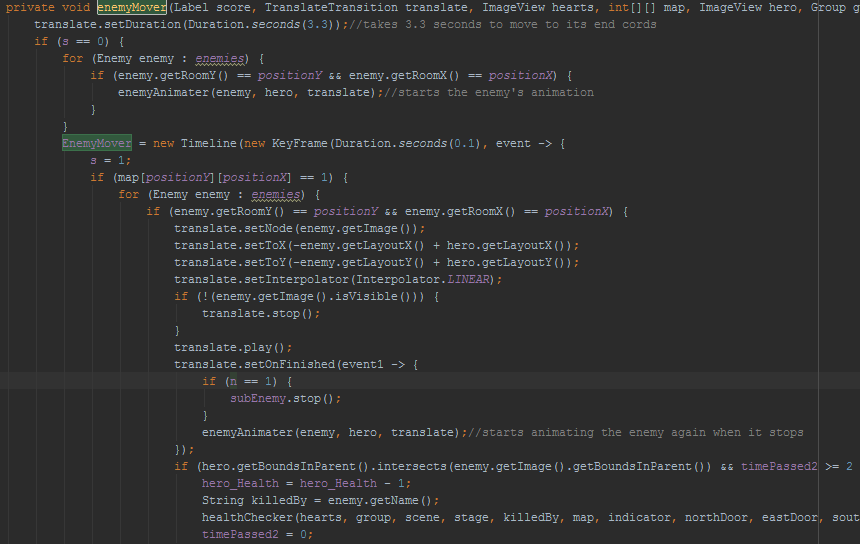 private void enemyMover(Label score, TranslateTransition translate, ImageView hearts, int[][] map, ImageView hero, Group g
translate.setDuration(Duration.seconds(3.3));//takes 3.3 seconds to move to its end cords
if (s == 0) {
for (Enemy enemy : enemies) {
if (enemy.getRoomY() == positionY && enemy.getRoomX() == positionX) {
enemyAnimater(enemy, hero, translate);//starts the enemy's animation
}
}
EnemyMover = new Timeline(new KeyFrame(Duration.seconds(0.1), event -> {
s = 1;
if (map[positionY][positionX] == 1) {
for (Enemy enemy : enemies) {
if (enemy.getRoomY() == positionY && enemy.getRoomX() == positionX) {
translate.setNode(enemy.getImage());
translate.setToX(-enemy.getLayoutX() + hero.getLayoutX());
translate.setToY(-enemy.getLayoutY() + hero.getLayoutY());
translate.setInterpolator(Interpolator.LINEAR);
if (!(enemy.getImage().isVisible())) {
translate.stop();
}
translate.play();
translate.setOnFinished(event1 -> {
if (n == 1) {
subEnemy.stop();
}
enemyAnimater(enemy, hero, translate);//starts animating the enemy again when it stops
});
if (hero.getBoundsInParent().intersects(enemy.getImage().getBoundsInParent()) && timePassed2 >= 2
hero_Health = hero_Health - 1;
String killedBy = enemy.getName();
healthChecker(hearts, group, scene, stage, killedBy, map, indicator, northDoor, eastDoor, sout
timePassed2 = 0;